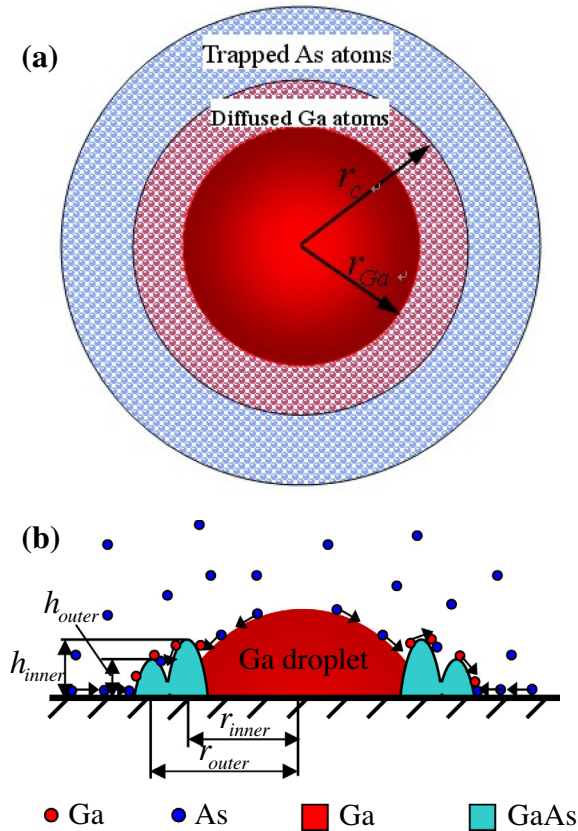 (a)
Trapped As atoms
Diffused Ga atoms
r_c
r_Ga
(b)
h_outer
h_inner
Ga droplet
r_inner
r_outer
Ga As Ga GaAs